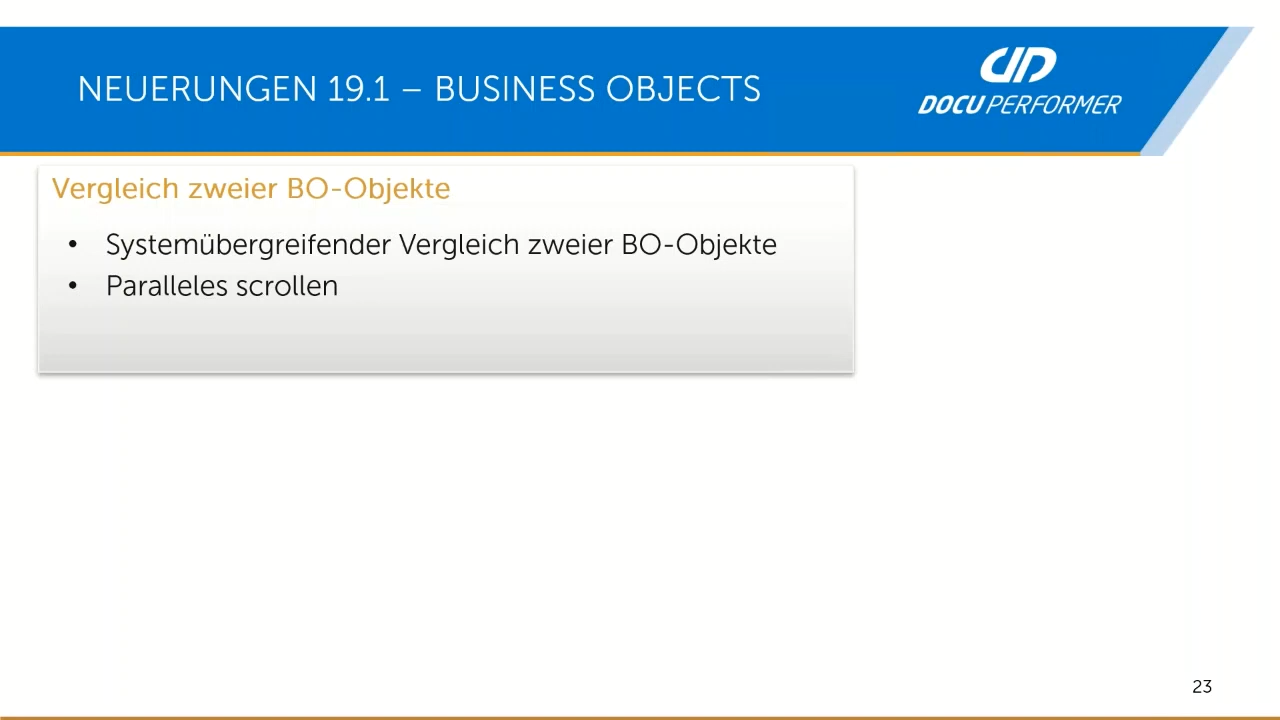 NEUERUNGEN 19.1 – BUSINESS OBJECTS
DOCU PERFORMER
Vergleich zweier BO-Objekte
• Systemübergreifender Vergleich zweier BO-Objekte
• Paralleles scrollen
23